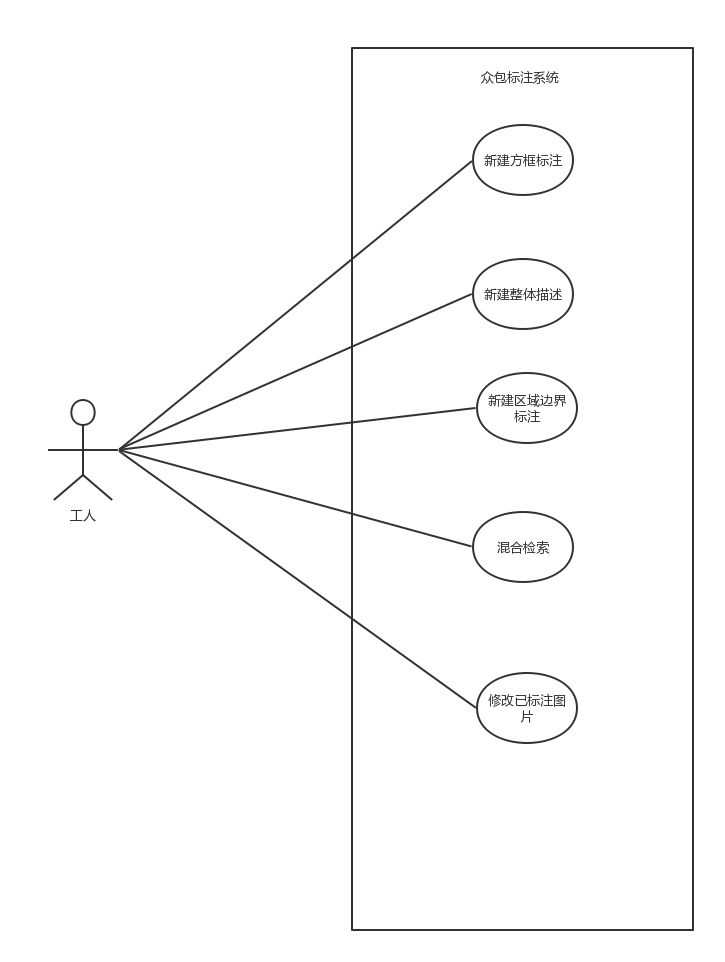 众包标注系统
新建方框标注
新建整体描述
新建区域边界
标注
工人
混合检索
修改已标注图
片